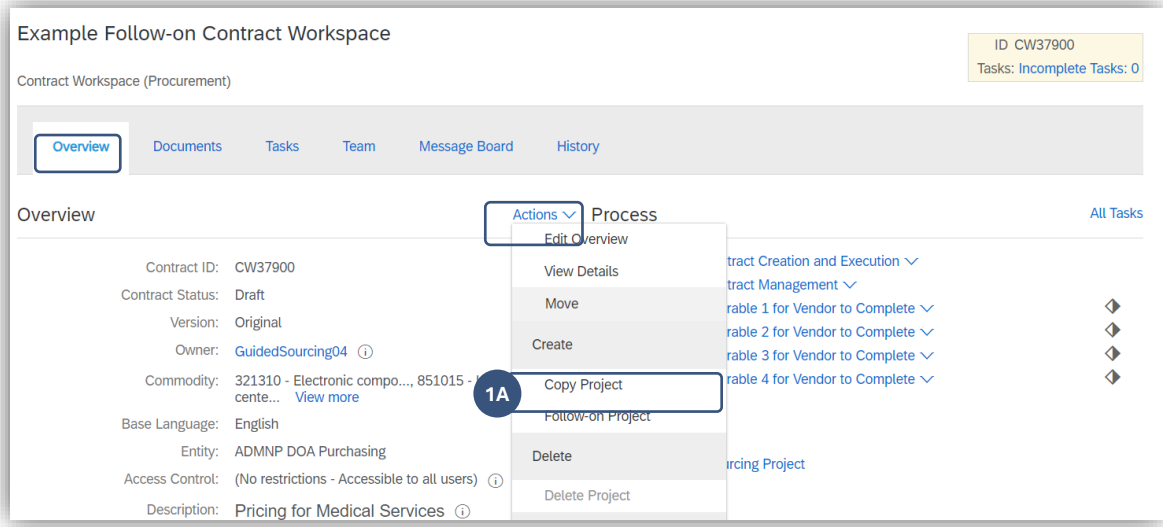 Example Follow-on Contract Workspace
ID CW37900
Tasks: Incomplete Tasks: 0
Contract Workspace (Procurement)
Overview Documents Tasks Team Message Board History
Overview Actions Process All Tasks
Edit Overview
View Details
Move
Create
Copy Project
Follow-on Project
Delete
Delete Project
1A
Contract ID: CW37900
Contract Status: Draft
Version: Original
Owner: GuidedSourcing04
Commodity: 321310 - Electronic compo..., 851015 -
cente... View more
Base Language: English
Entity: ADMNP DOA Purchasing
Access Control: (No restrictions - Accessible to all users)
Description: Pricing for Medical Services
tract Creation and Execution
tract Management
rable 1 for Vendor to Complete
rable 2 for Vendor to Complete
rable 3 for Vendor to Complete
rable 4 for Vendor to Complete
rcing Project